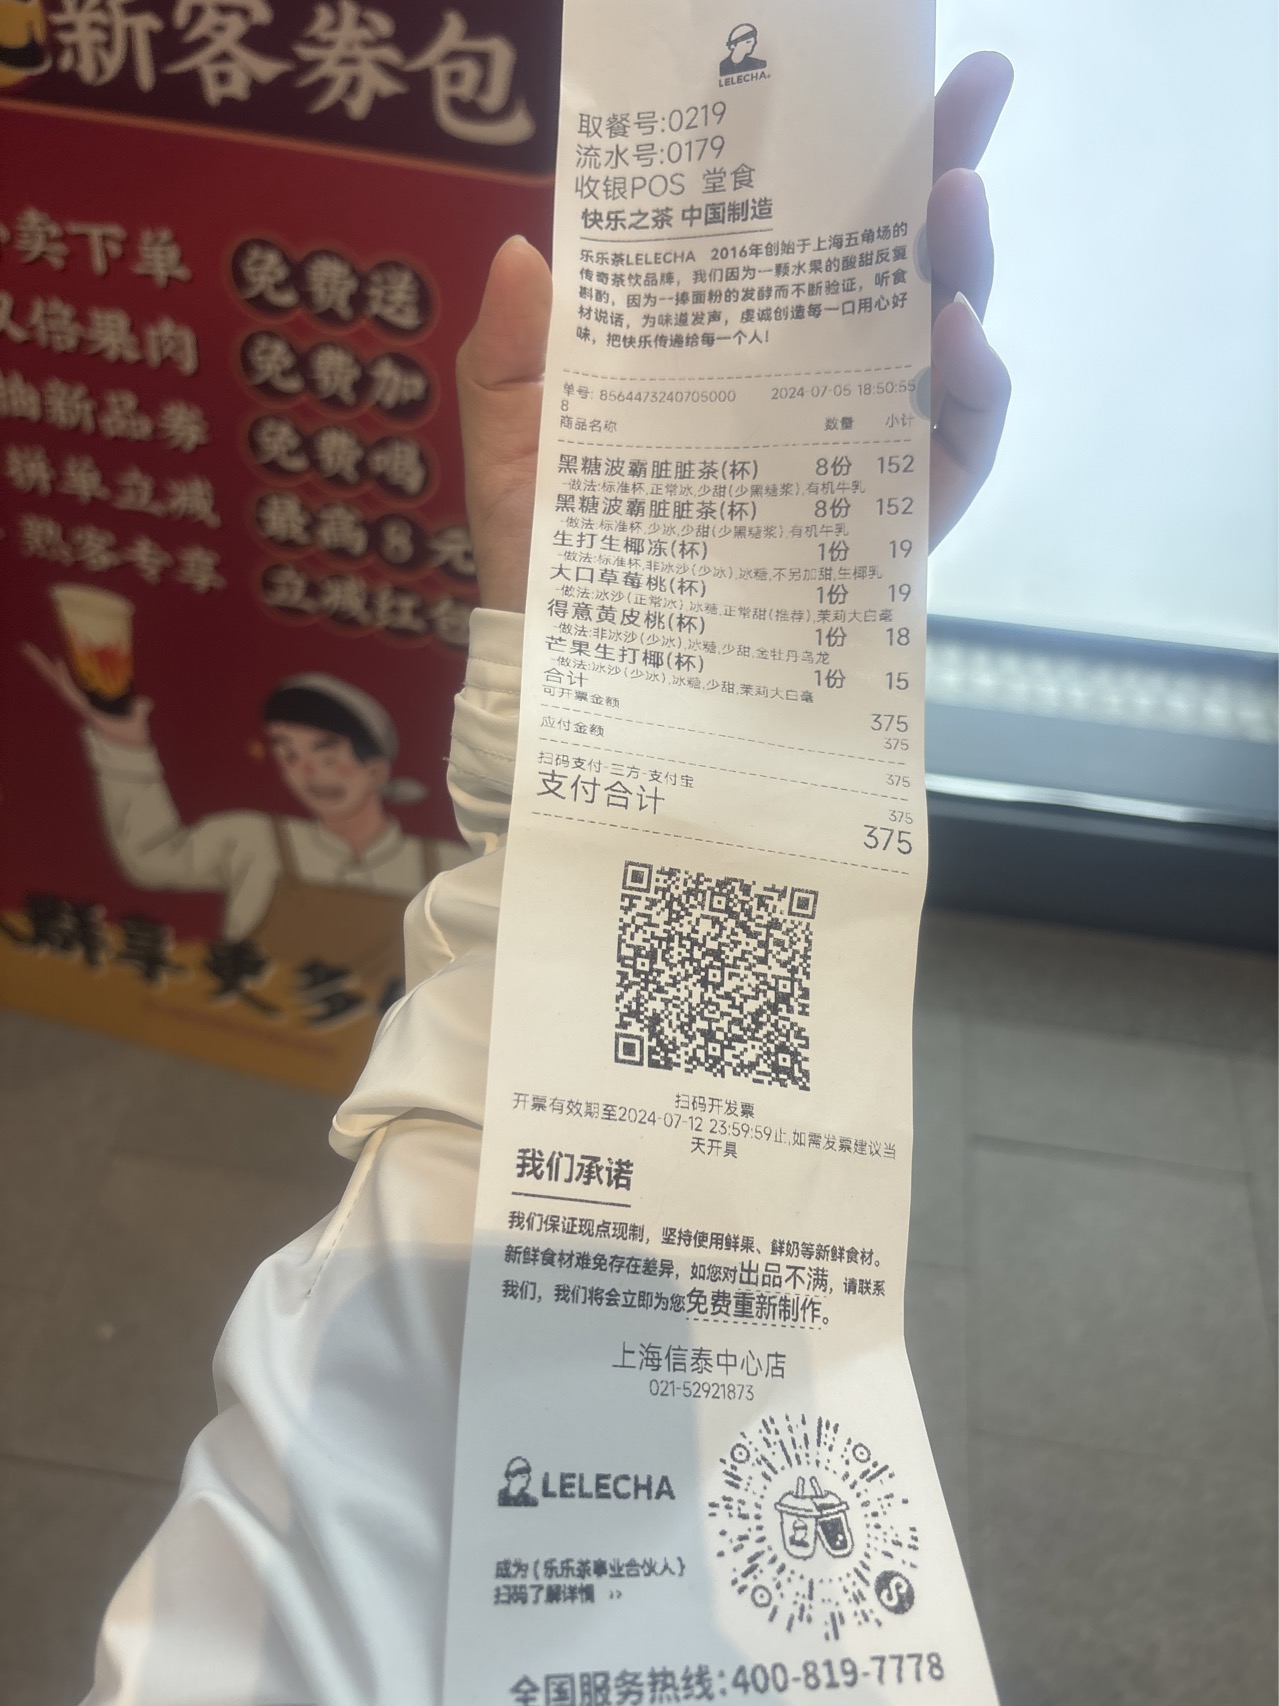 新客券包
卖下单 免费送
双倍果肉 免费加
抽新品券 免费喝
拼单立减 最高8元
熟客专享 立减红包
鲜享更多
LELECHA
取餐号:0219
流水号:0179
收银POS 堂食
快乐之茶 中国制造
乐乐茶LELECHA 2016年创始于上海五角场的
传奇茶饮品牌，我们因为一颗水果的酸甜反复
斟酌，因为一捧面粉的发酵而不断验证，听食
材说话，为味道发声，虔诚创造每一口用心好
味，把快乐传递给每一个人！
单号: 8564473240705000 2024-07-05 18:50:55
8
商品名称 数量 小计
黑糖波霸脏脏茶(杯) 8份 152
-做法:标准杯,正常冰,少甜(少黑糖浆),有机牛乳
黑糖波霸脏脏茶(杯) 8份 152
-做法:标准杯,少冰,少甜(少黑糖浆),有机牛乳
生打生椰冻(杯) 1份 19
-做法:标准杯,非冰沙(少冰),冰糖,不另加甜,生椰乳
大口草莓桃(杯) 1份 19
-做法:冰沙(正常冰),冰糖,正常甜(推荐),茉莉大白毫
得意黄皮桃(杯) 1份 18
-做法:非冰沙(少冰),冰糖,少甜,金牡丹乌龙
芒果生打椰(杯) 1份 15
-做法:冰沙(少冰),冰糖,少甜,茉莉大白毫
合计 375
可开票金额 375
应付金额 375
扫码支付-三方-支付宝 375
支付合计 375
扫码开发票
开票有效期至2024-07-12 23:59:59止,如需发票建议当
天开具
我们承诺
我们保证现点现制，坚持使用鲜果、鲜奶等新鲜食材。
新鲜食材难免存在差异，如您对出品不满，请联系
我们，我们将会立即为您免费重新制作。
上海信泰中心店
021-52921873
LELECHA
成为{乐乐茶事业合伙人}
扫码了解详情 >>
全国服务热线:400-819-7778